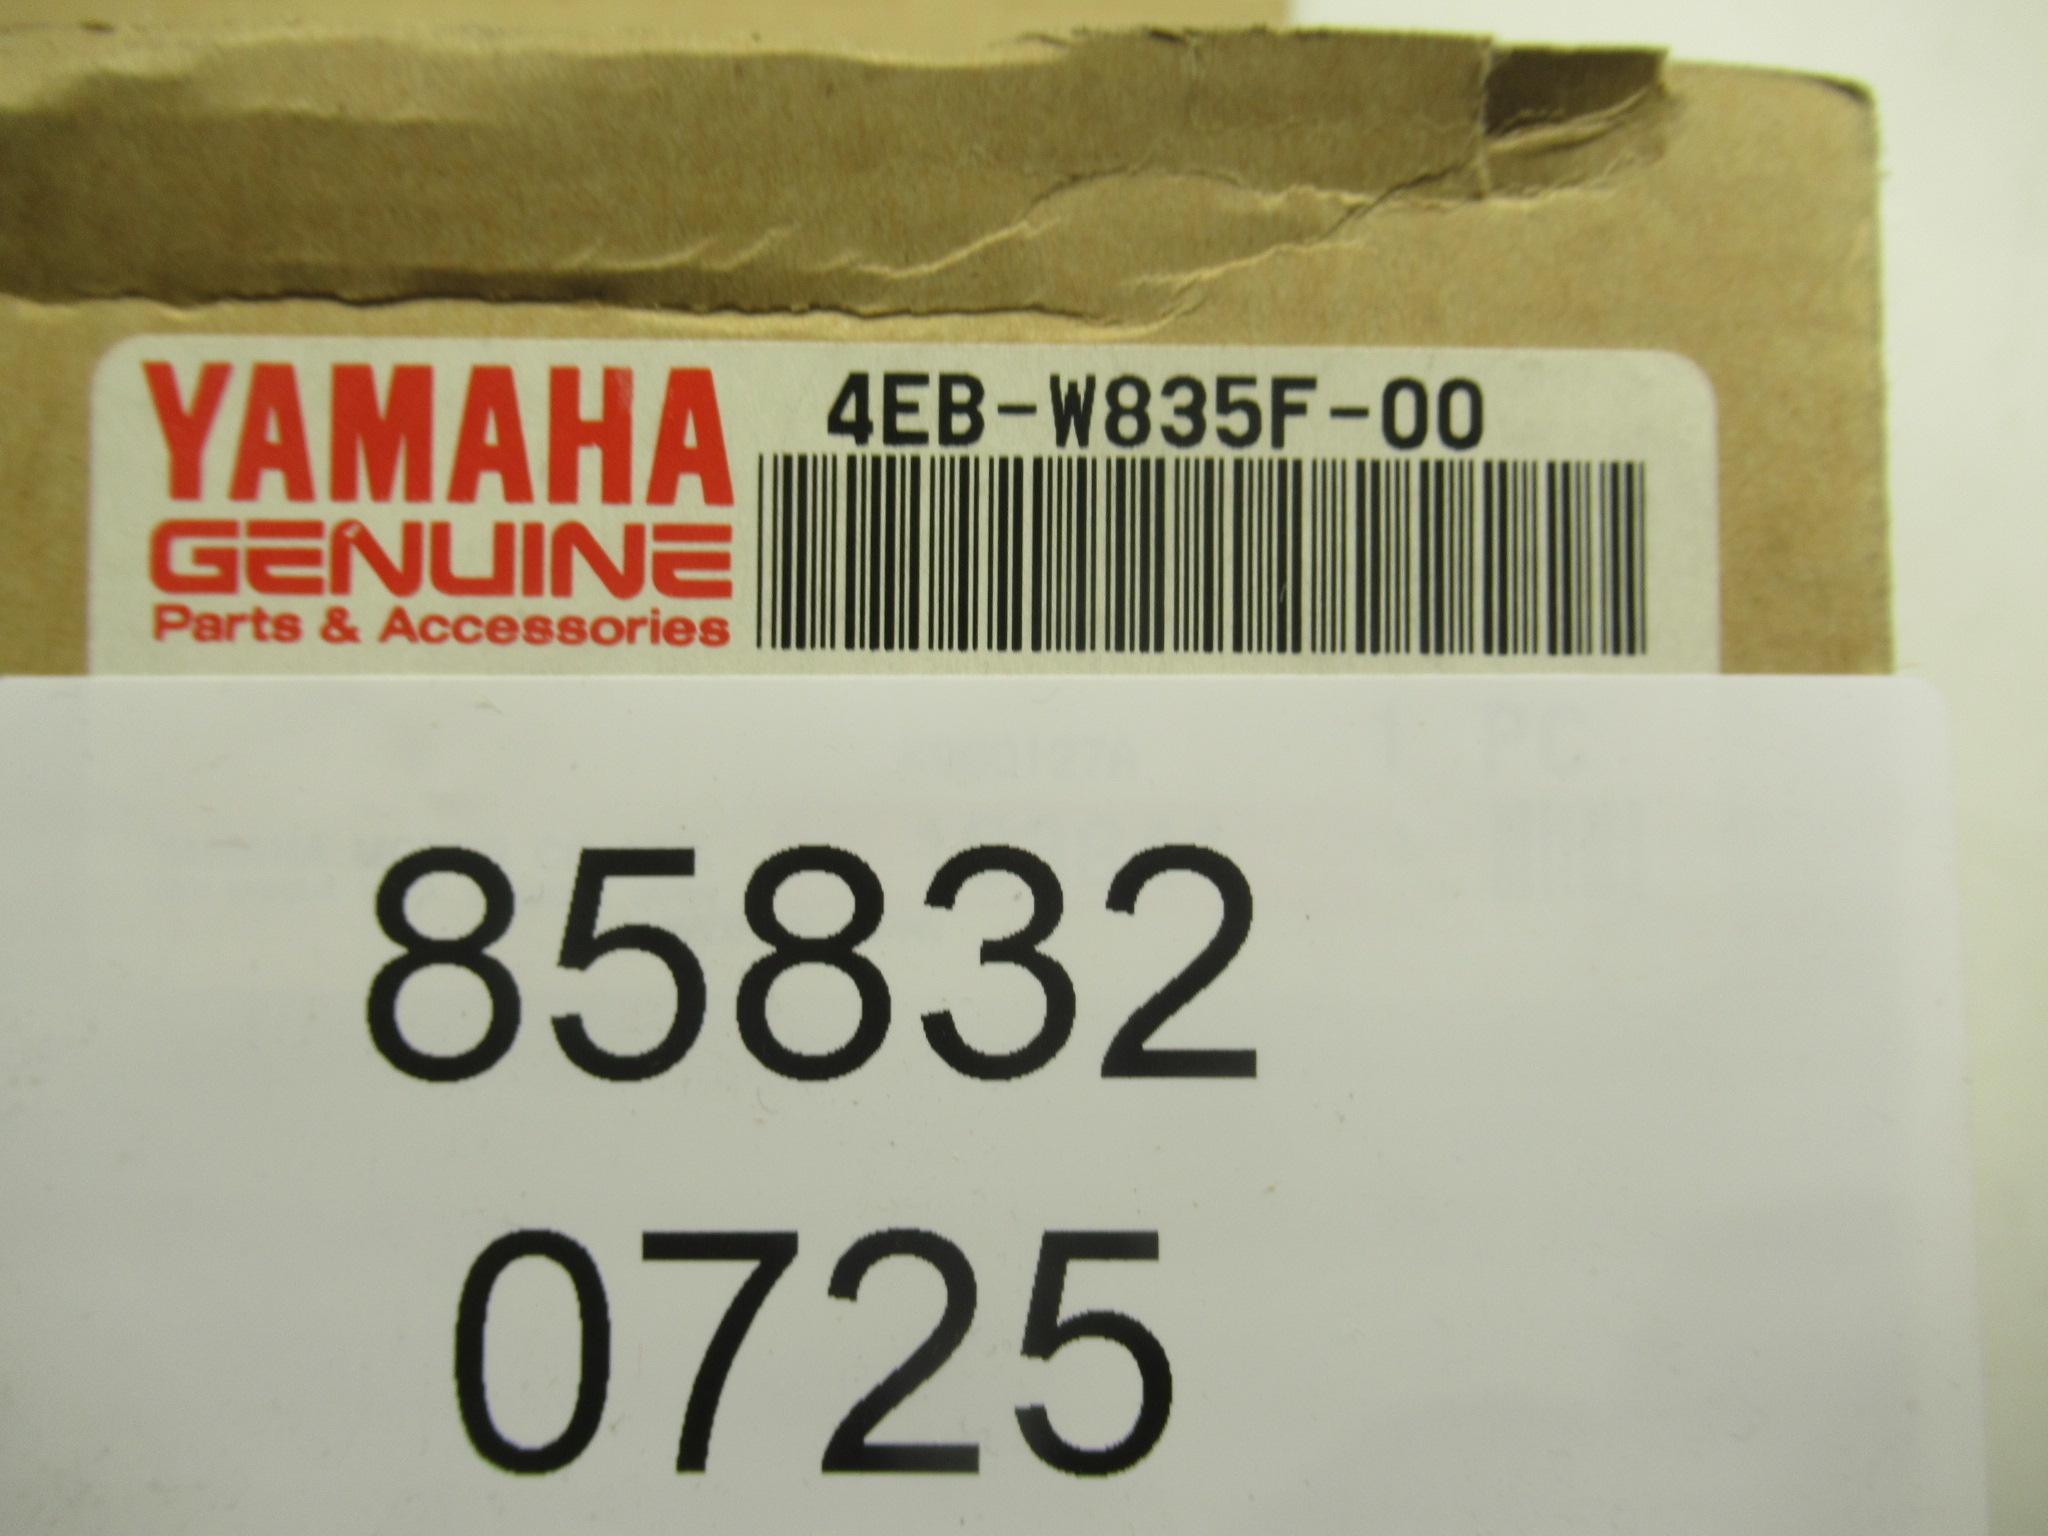 YAMAHA
GENUINE
Parts & Accessories
4EB-W835F-00
85832
0725